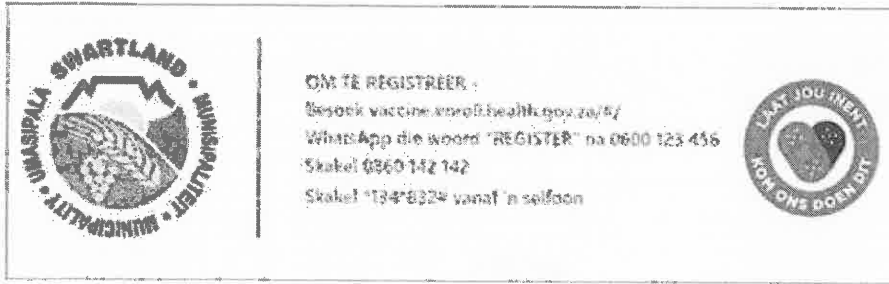 SWARTLAND
MUNISIPALITEIT • MUNICIPALITY • UMASIPALA
OM TE REGISTREER -
Besoek vaccine.enroll.health.gov.za/#/
WhatsApp die woord "REGISTER" na 0600 123 456
Skakel 0860 142 142
Skakel *134*832# vanaf 'n selfoon
LAAT JOU INENT
KOM ONS DOEN DIT